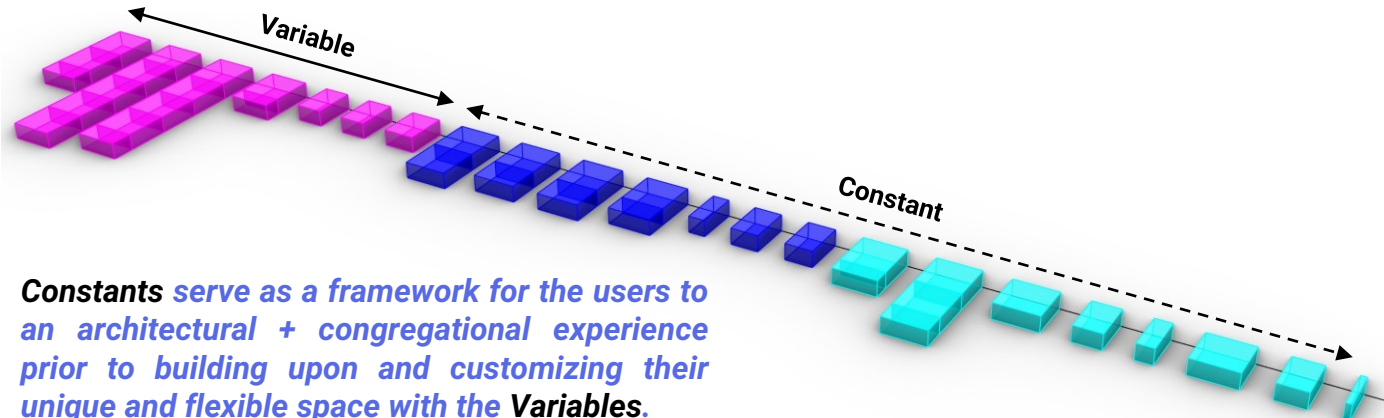 Variable
Constant
Constants serve as a framework for the users to
an architectural + congregational experience
prior to building upon and customizing their
unique and flexible space with the Variables.